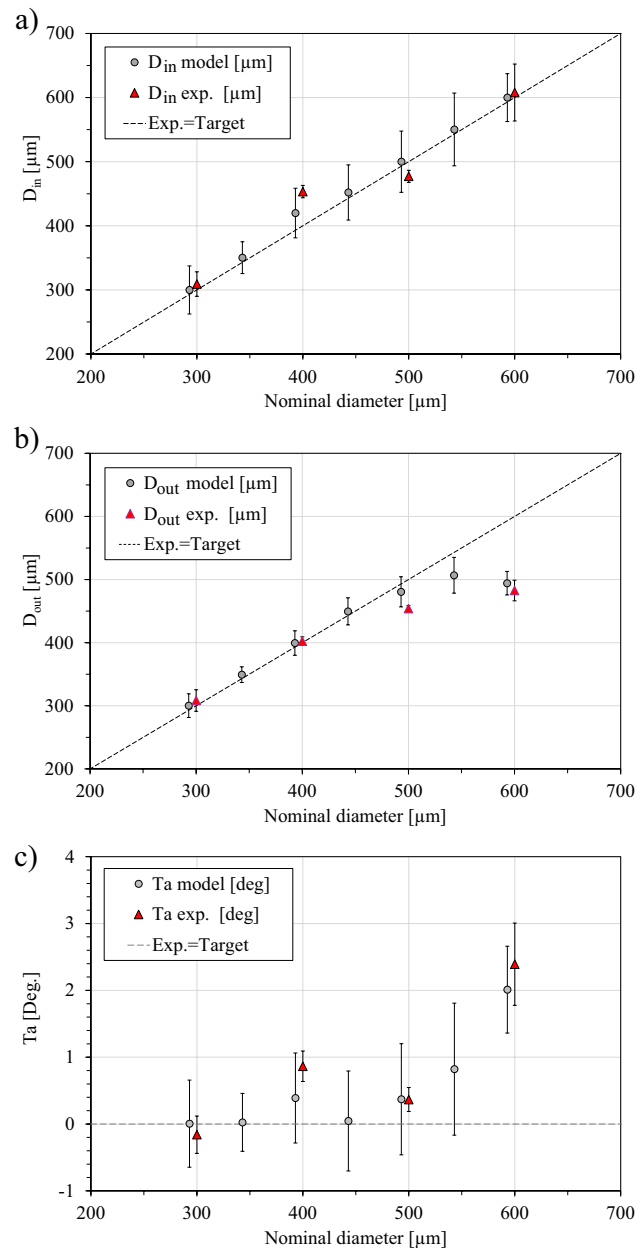 a)
700
600
500
400
300
200
D_in [µm]
D_in model [µm]
D_in exp. [µm]
Exp.=Target
200 300 400 500 600 700
Nominal diameter [µm]
b)
700
600
500
400
300
200
D_out [µm]
D_out model [µm]
D_out exp. [µm]
Exp.=Target
200 300 400 500 600 700
Nominal diameter [µm]
c)
4
3
2
1
0
-1
Ta [Deg.]
Ta model [deg]
Ta exp. [deg]
Exp.=Target
200 300 400 500 600 700
Nominal diameter [µm]